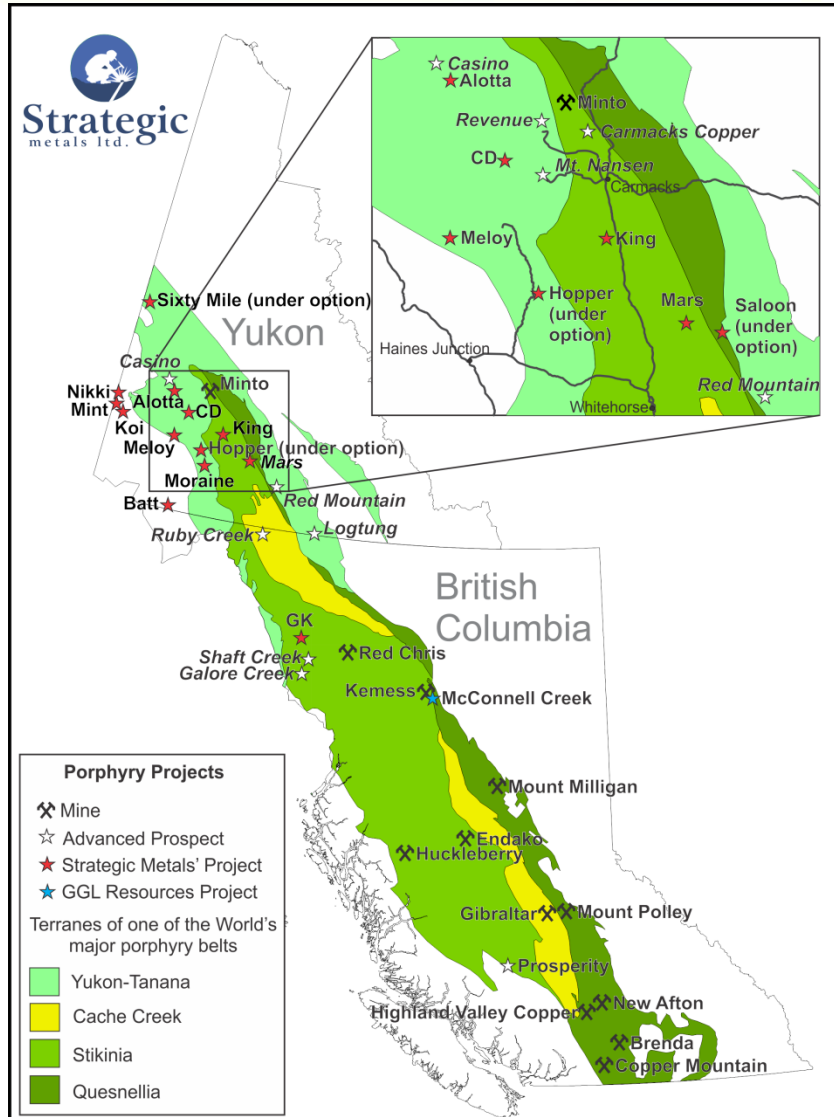 Strategic
metals ltd.
Casino
Alotta
Minto
Revenue
Carmacks Copper
CD
Mt. Nansen
Carmacks
Meloy
King
Hopper
(under
option)
Mars
Saloon
(under
option)
Haines Junction
Red Mountain
Whitehorse
Sixty Mile (under option)
Yukon
Casino
Nikki
Mint
Alotta
Minto
Koi
CD
Meloy
King
Hopper (under option)
Mars
Moraine
Batt
Red Mountain
Ruby Creek
Logtung
British
Columbia
GK
Shaft Creek
Galore Creek
Red Chris
Kemess
McConnell Creek
Mount Milligan
Endako
Huckleberry
Gibraltar
Mount Polley
Prosperity
New Afton
Highland Valley Copper
Brenda
Copper Mountain
Porphyry Projects
Mine
Advanced Prospect
Strategic Metals' Project
GGL Resources Project
Terranes of one of the World's
major porphyry belts
Yukon-Tanana
Cache Creek
Stikinia
Quesnellia